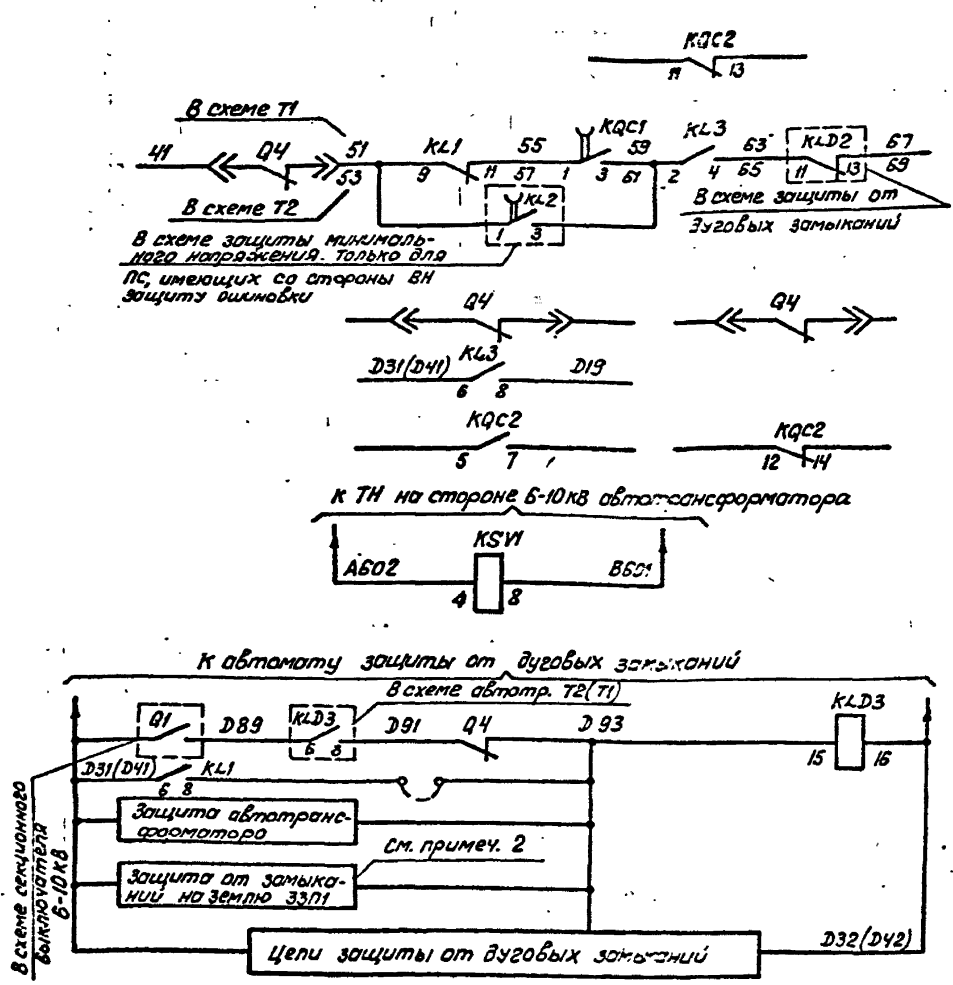 KQC2
11 13
В схеме Т1
41 Q4 51 KL1 55 KQC1 59 KL3 63 KLD2 67
53 9 11 57 1 3 61 2 4 65 11 13 69
В схеме Т2
KL2
1 3
В схеме защиты от
дуговых замыканий
В схеме защиты минималь-
ного напряжения. Только для
ПС, имеющих со стороны ВН
защиту ошиновки
Q4 Q4
D31(D41) KL3 D19
6 8
KQC2 KQC2
5 7 12 14
К ТН на стороне 6-10кВ автотрансформатора
KSV1
А602 В601
4 8
К автомату защиты от дуговых замыканий
В схеме автотр. Т2(Т1)
Q1 D89 KLD3 D91 Q4 D93 KLD3
6 8 15 16
D31(D41) KL1
6 8
Защита автотранс-
форматора
См. примеч. 2
Защита от замыка-
ний на землю ЗЗП1
D32(D42)
Цепи защиты от дуговых замыканий
В схеме секционного
выключателя
6-10кВ